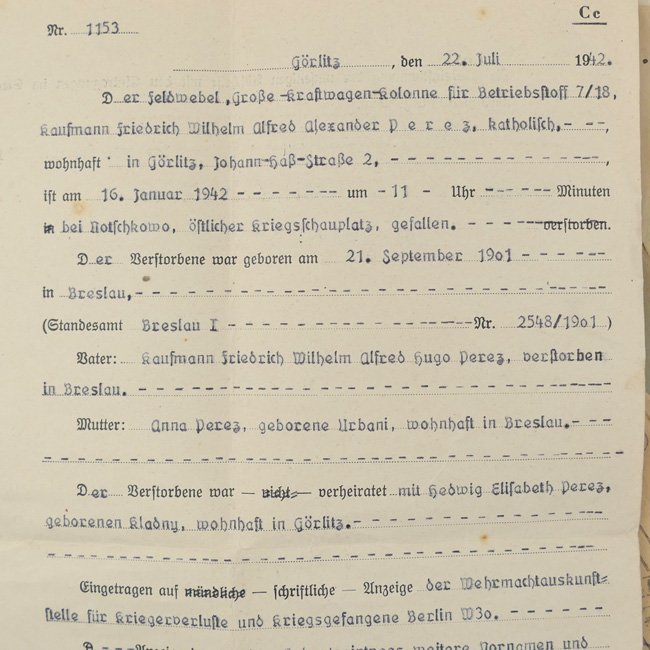 Cc
Nr. 1153
Görlitz, den 22. Juli 1942.
Der Feldwebel, Große Kraftwagen-Kolonne für Betriebstoff 7/18,
Kaufmann Friedrich Wilhelm Alfred Alexander P e r e z, katholisch,- --,
wohnhaft in Görlitz, Johann-Haß-Straße 2, - - - - - - - - - - - - - -,
ist am 16. Januar 1942 - - - - - - - um - 11 - Uhr - - - - - - Minuten
in bei Notschkowo, östlicher Kriegsschauplatz, gefallen. - - - - - - verstorben.
Der Verstorbene war geboren am 21. September 1901 - - - - -
in Breslau,- - - - - - - - - - - - - - - - - - - - - - - - - - - - -
(Standesamt Breslau I - - - - - - - - - - - - - - -Nr. 2548/1901)
Vater: Kaufmann Friedrich Wilhelm Alfred Hugo Perez, verstorben
in Breslau. - - - - - - - - - - - - - - - - - - - - - - - - - - - - -
Mutter: Anna Perez, geborene Urbani, wohnhaft in Breslau.- - -
- - - - - - - - - - - - - - - - - - - - - - - - - - - - - - - - - - -
Der Verstorbene war — nicht — verheiratet mit Hedwig Elisabeth Perez,
geborenen Kladny, wohnhaft in Görlitz.- - - - - - - - - - - - - - -
- - - - - - - - - - - - - - - - - - - - - - - - - - - - - - - - - -
Eingetragen auf mündliche — schriftliche — Anzeige der Wehrmachtauskunft=
stelle für Kriegerverluste und Kriegsgefangene Berlin W30. - - - - - -
weitere Vornamen und